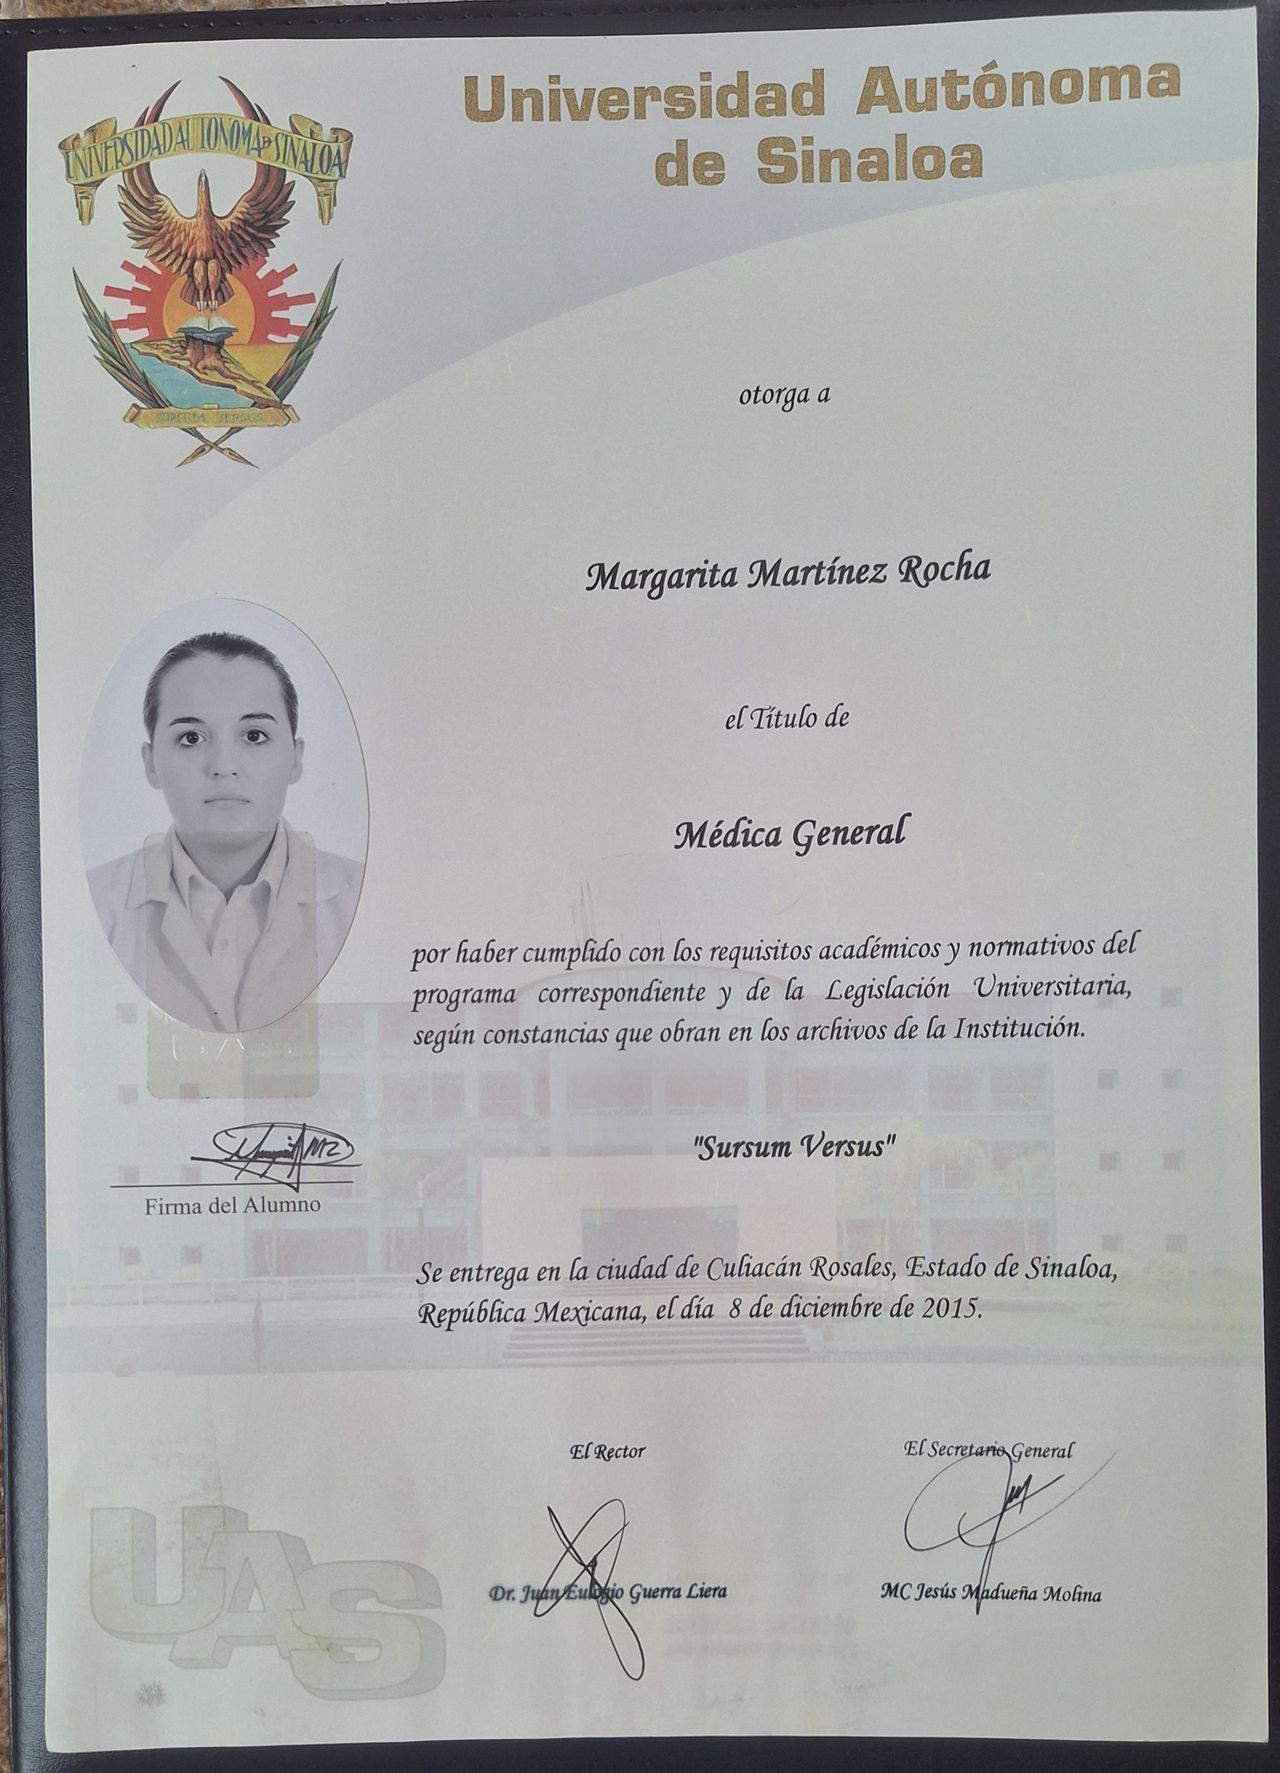 Universidad Autónoma
de Sinaloa
UNIVERSIDAD AUTONOMA DE SINALOA
SURSUM VERSUS
otorga a
Margarita Martínez Rocha
el Título de
Médica General
por haber cumplido con los requisitos académicos y normativos del
programa correspondiente y de la Legislación Universitaria,
según constancias que obran en los archivos de la Institución.
Firma del Alumno
"Sursum Versus"
Se entrega en la ciudad de Culiacán Rosales, Estado de Sinaloa,
República Mexicana, el día 8 de diciembre de 2015.
El Rector
El Secretario General
Dr. Juan Eulogio Guerra Liera
MC Jesús Madueña Molina
UAS